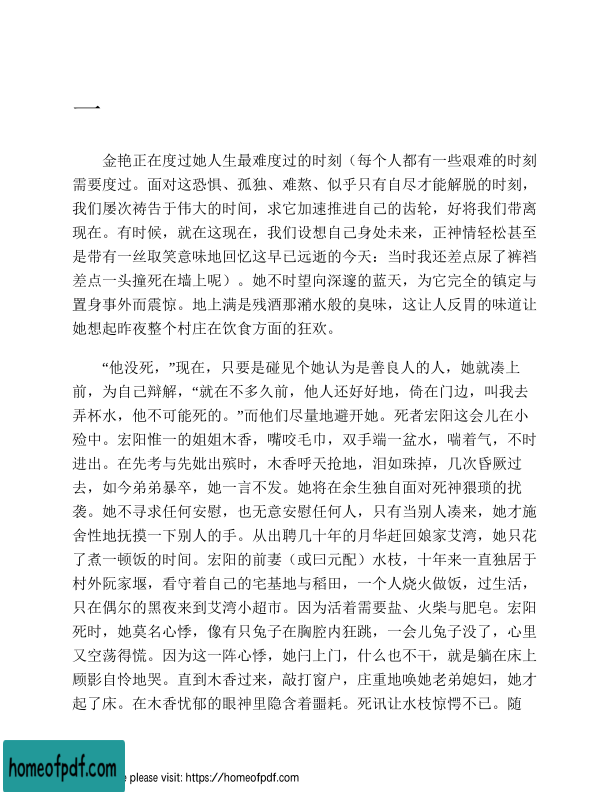 一
金艳正在度过她人生最难度过的时刻（每个人都有一些艰难的时刻
需要度过。面对这恐惧、孤独、难熬、似乎只有自尽才能解脱的时刻，
我们屡次祷告于伟大的时间，求它加速推进自己的齿轮，好将我们带离
现在。有时候，就在这现在，我们设想自己身处未来，正神情轻松甚至
是带有一丝取笑意味地回忆这早已远逝的今天：当时我还差点尿了裤裆
差点一头撞死在墙上呢）。她不时望向深邃的蓝天，为它完全的镇定与
置身事外而震惊。地上满是残酒那潲水般的臭味，这让人反胃的味道让
她想起昨夜整个村庄在饮食方面的狂欢。
“他没死，”现在，只要是碰见个她认为是善良人的人，她就凑上
前，为自己辩解，“就在不多久前，他人还好好地，倚在门边，叫我去
弄杯水，他不可能死的。”而他们尽量地避开她。死者宏阳这会儿在小
殓中。宏阳惟一的姐姐木香，嘴咬毛巾，双手端一盆水，喘着气，不时
进出。在先考与先妣出殡时，木香呼天抢地，泪如珠掉，几次昏厥过
去，如今弟弟暴卒，她一言不发。她将在余生独自面对死神猥琐的扰
袭。她不寻求任何安慰，也无意安慰任何人，只有当别人凑来，她才施
舍性地抚摸一下别人的手。从出聘几十年的月华赶回娘家艾湾，她只花
了煮一顿饭的时间。宏阳的前妻（或曰元配）水枝，十年来一直独居于
村外阮家堰，看守着自己的宅基地与稻田，一个人烧火做饭，过生活，
只在偶尔的黑夜来到艾湾小超市。因为活着需要盐、火柴与肥皂。宏阳
死时，她莫名心悸，像有只兔子在胸腔内狂跳，一会儿兔子没了，心里
又空荡得慌。因为这一阵心悸，她闩上门，什么也不干，就是躺在床上
顾影自怜地哭。直到木香过来，敲打窗户，庄重地唤她老弟媳妇，她才
起了床。在木香忧郁的眼神里隐含着噩耗。死讯让水枝惊愕不已。随
homeofpdf.com
e please visit: https://homeofpdf.com